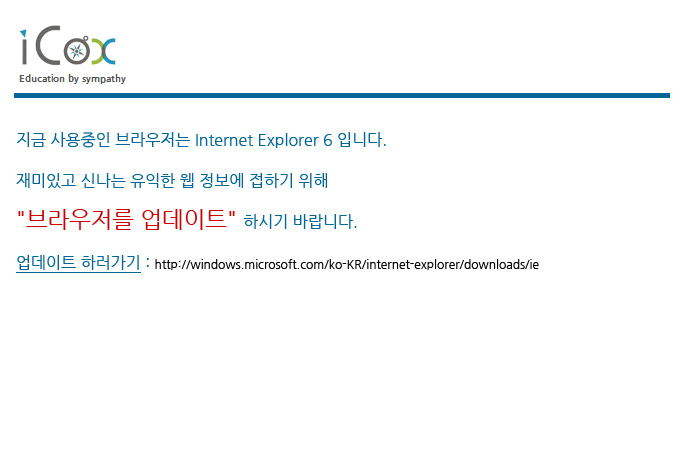 iCox
Education by sympathy
지금 사용중인 브라우저는 Internet Explorer 6 입니다.
재미있고 신나는 유익한 웹 정보에 접하기 위해
"브라우저를 업데이트" 하시기 바랍니다.
업데이트 하러가기 : http://windows.microsoft.com/ko-KR/internet-explorer/downloads/ie